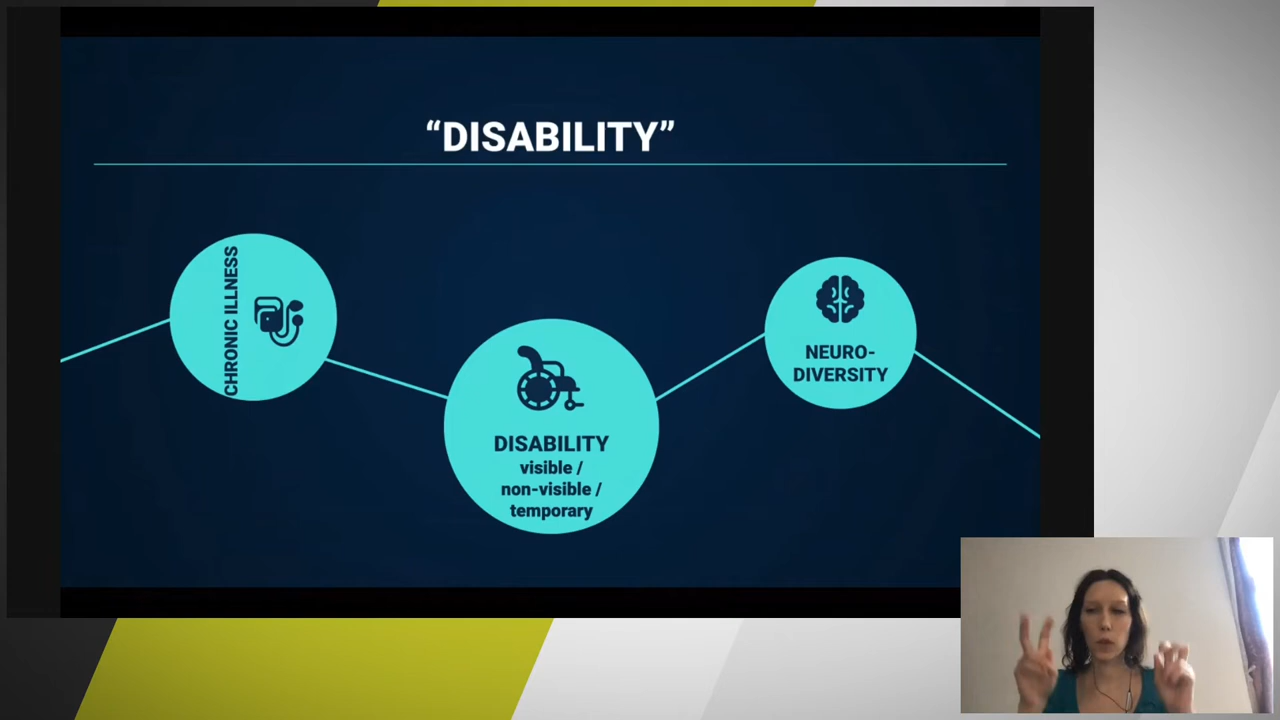 “DISABILITY”
CHRONIC ILLNESS
DISABILITY
visible /
non-visible /
temporary
NEURO-
DIVERSITY